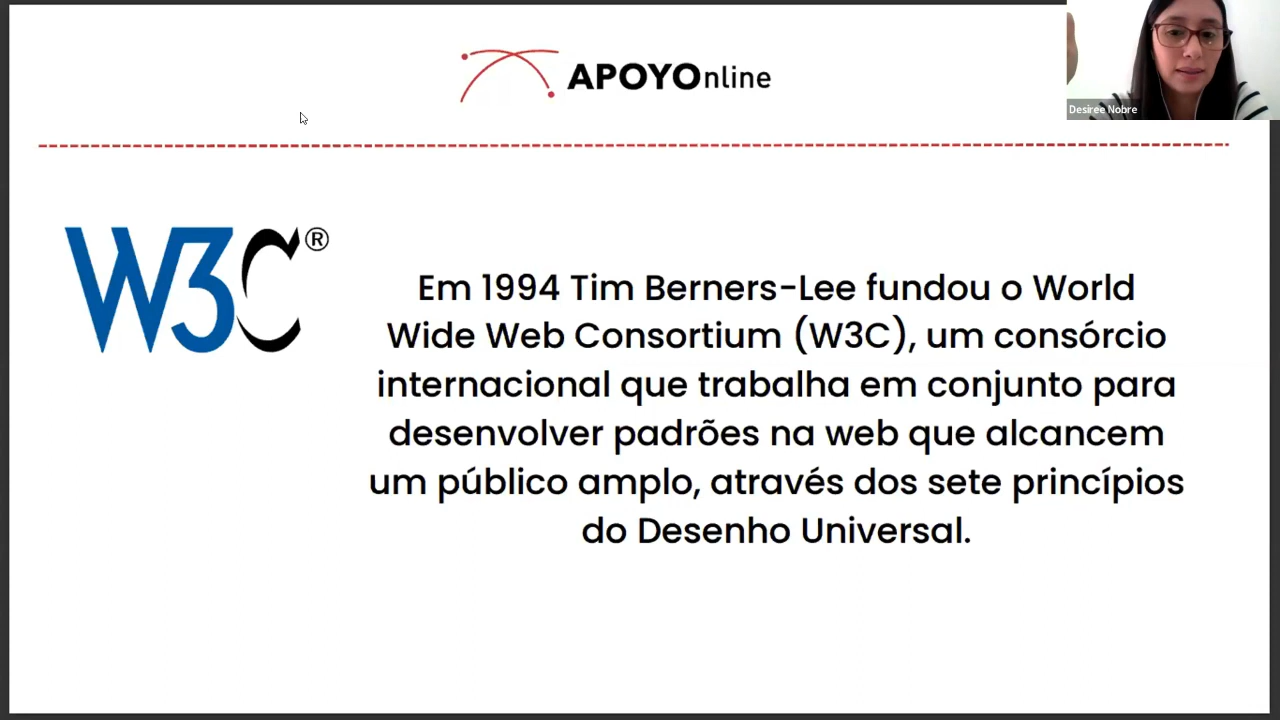 APOYOnline
Desiree Nobre
W3C®
Em 1994 Tim Berners-Lee fundou o World
Wide Web Consortium (W3C), um consórcio
internacional que trabalha em conjunto para
desenvolver padrões na web que alcancem
um público amplo, através dos sete princípios
do Desenho Universal.